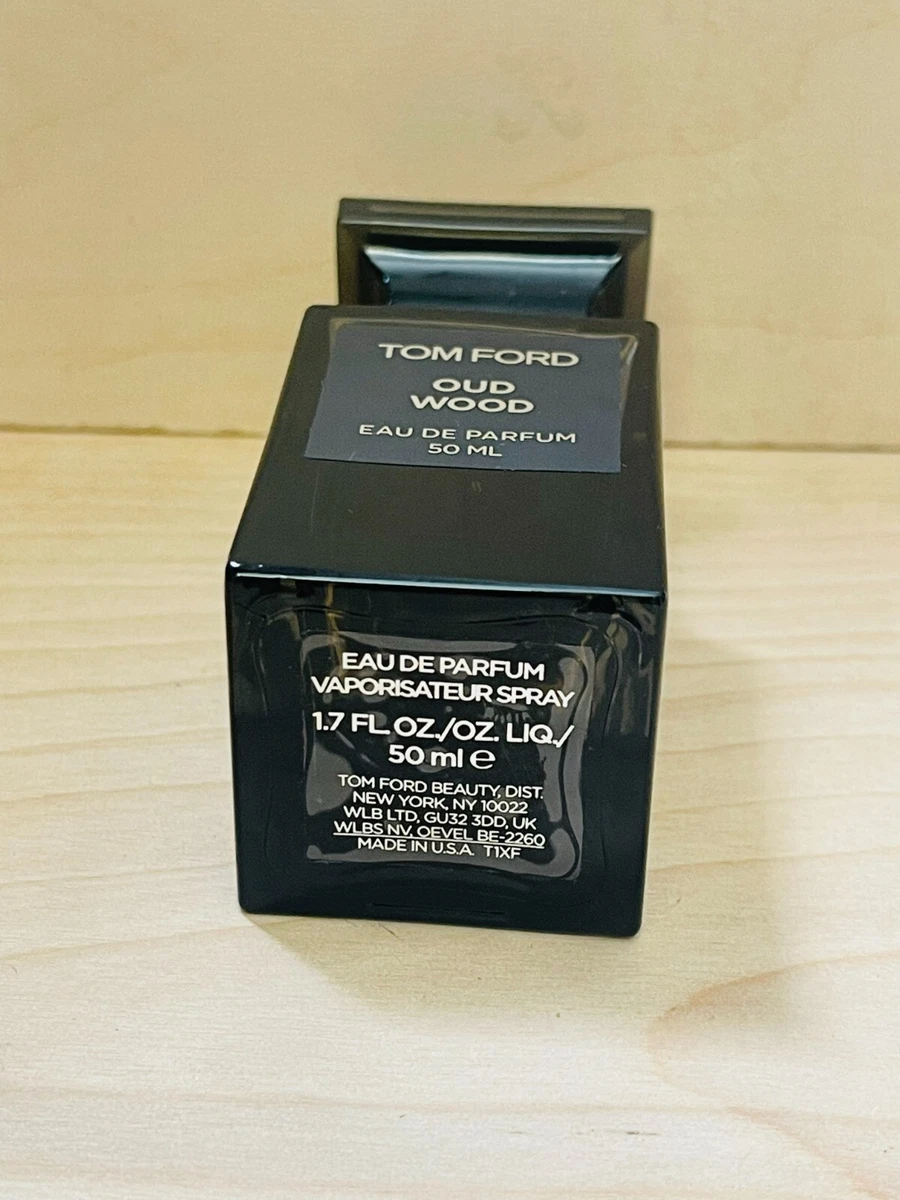 TOM FORD
OUD
WOOD
EAU DE PARFUM
50 ML
EAU DE PARFUM
VAPORISATEUR SPRAY
1.7 FL OZ./OZ. LIQ./
50 ml ℮
TOM FORD BEAUTY, DIST.
NEW YORK, NY 10022
WLB LTD, GU32 3DD, UK
WLBS NV, OEVEL BE-2260
MADE IN U.S.A. T1XF